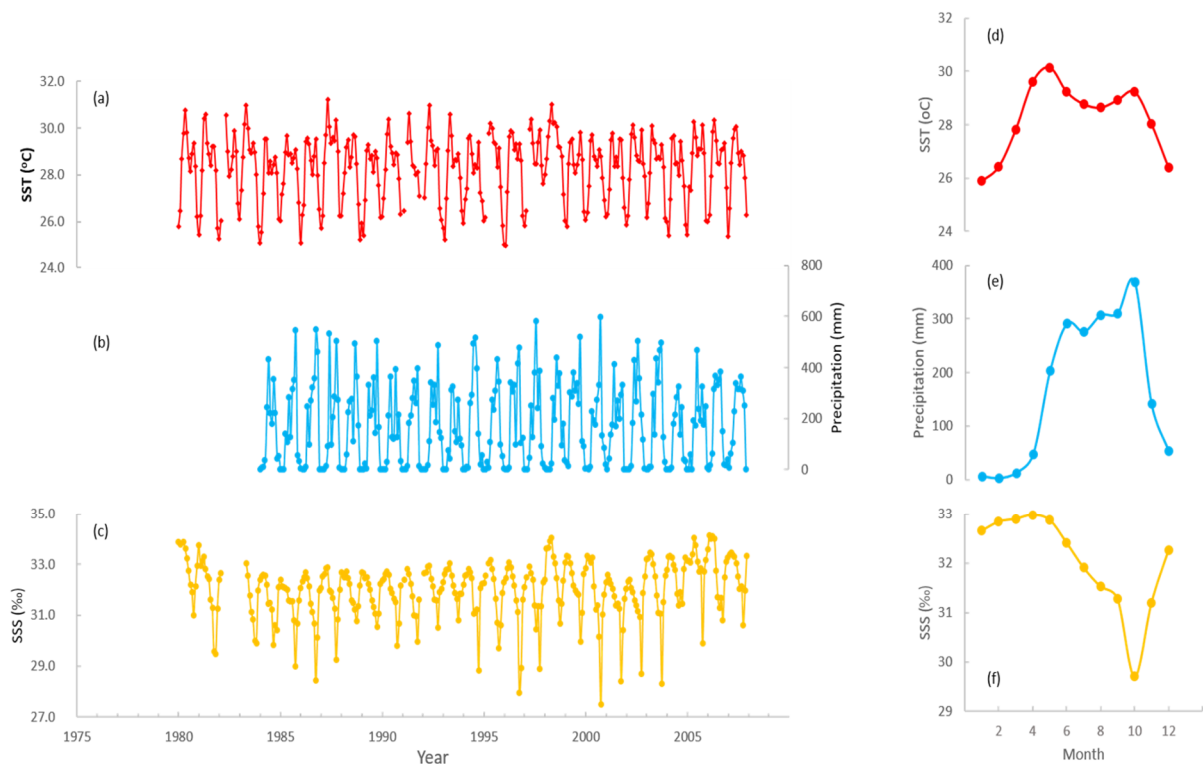 (a)
SST (oC)
32.0
30.0
28.0
26.0
24.0
(b)
Precipitation (mm)
800
600
400
200
0
(c)
SSS (‰)
35.0
33.0
31.0
29.0
27.0
1975 1980 1985 1990 1995 2000 2005
Year
(d)
SST (oC)
32
30
28
26
24
(e)
Precipitation (mm)
400
300
200
100
0
(f)
SSS (‰)
33
32
31
30
29
2 4 6 8 10 12
Month